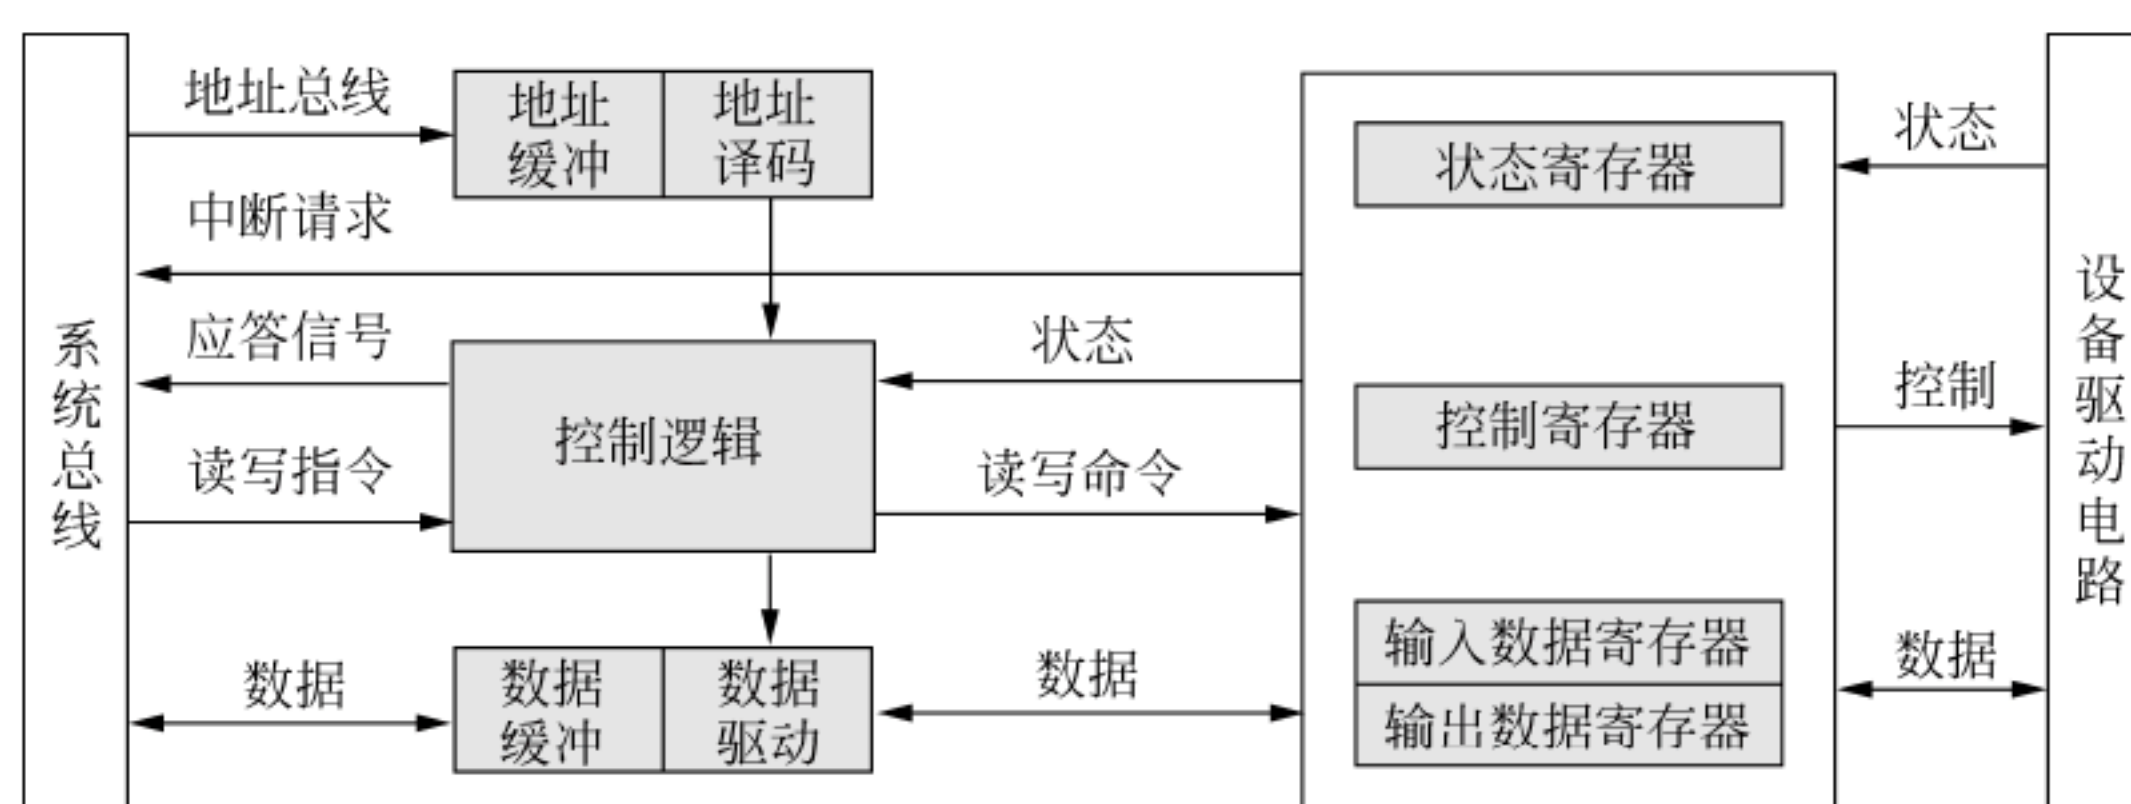 系统总线
地址总线
中断请求
应答信号
读写指令
数据
地址缓冲
地址译码
控制逻辑
数据缓冲
数据驱动
状态
读写命令
数据
状态寄存器
控制寄存器
输入数据寄存器
输出数据寄存器
状态
控制
数据
设备驱动电路